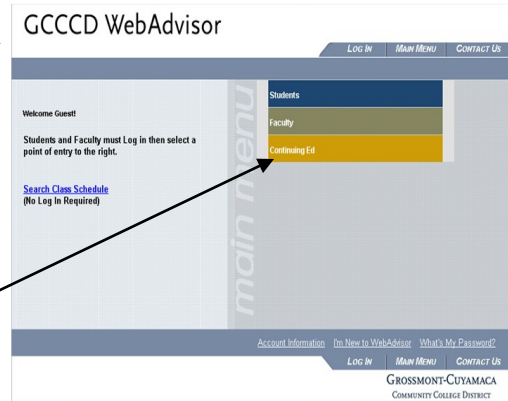 GCCCD WebAdvisor
LOG IN MAIN MENU CONTACT US
Students
Welcome Guest!
Faculty
Students and Faculty must Log in then select a
point of entry to the right.
Continuing Ed
Search Class Schedule
(No Log In Required)
main menu
Account Information I'm New to WebAdvisor What's My Password?
LOG IN MAIN MENU CONTACT US
GROSSMONT-CUYAMACA
COMMUNITY COLLEGE DISTRICT